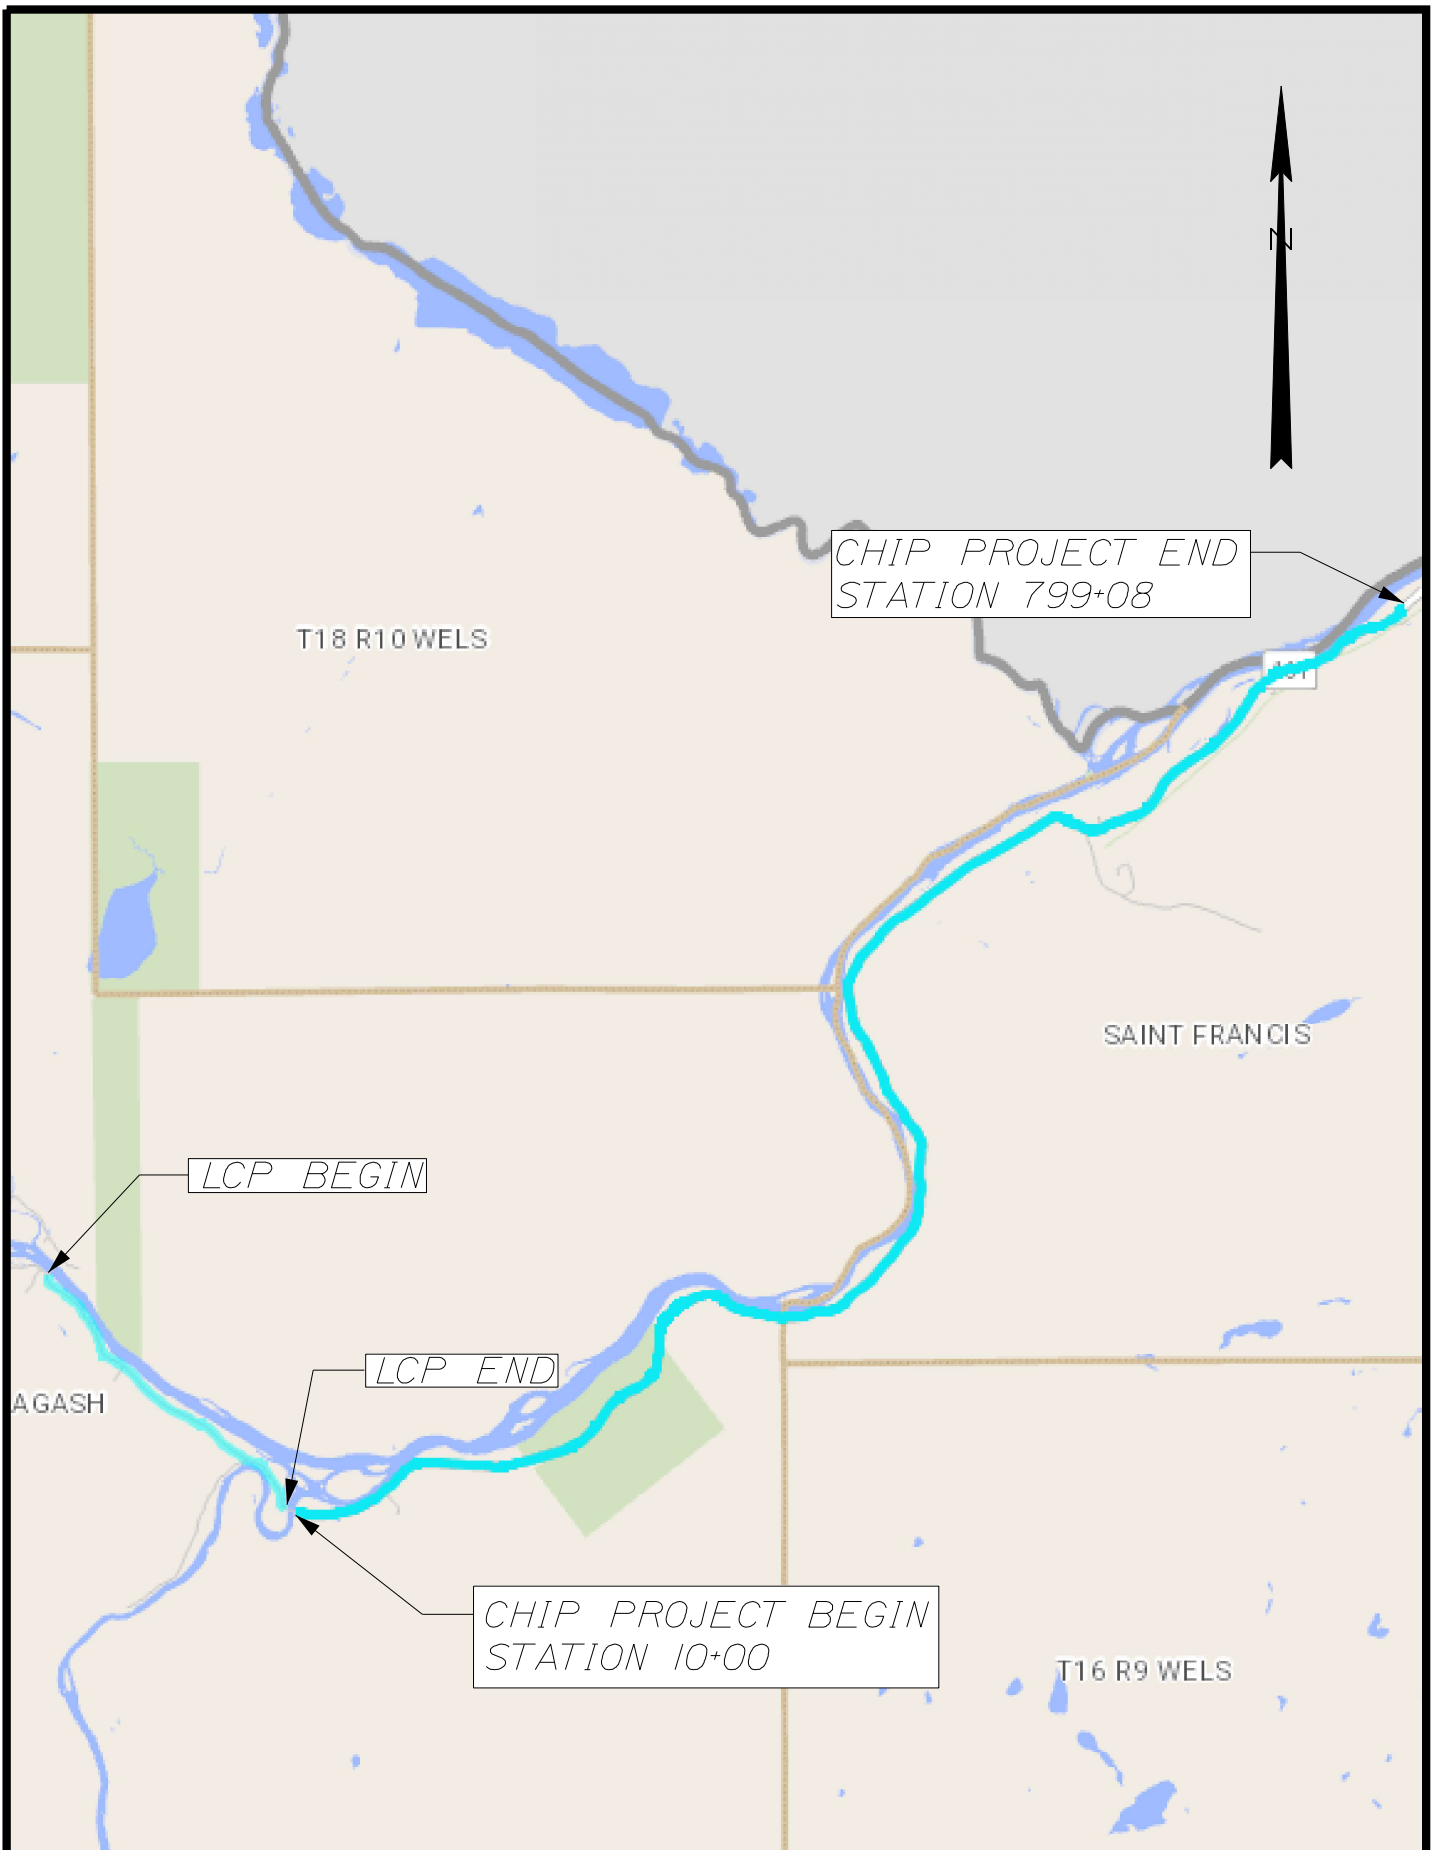 N
CHIP PROJECT END
STATION 799+08
T18 R10 WELS
SAINT FRANCIS
LCP BEGIN
LCP END
AGASH
CHIP PROJECT BEGIN
STATION 10+00
T16 R9 WELS